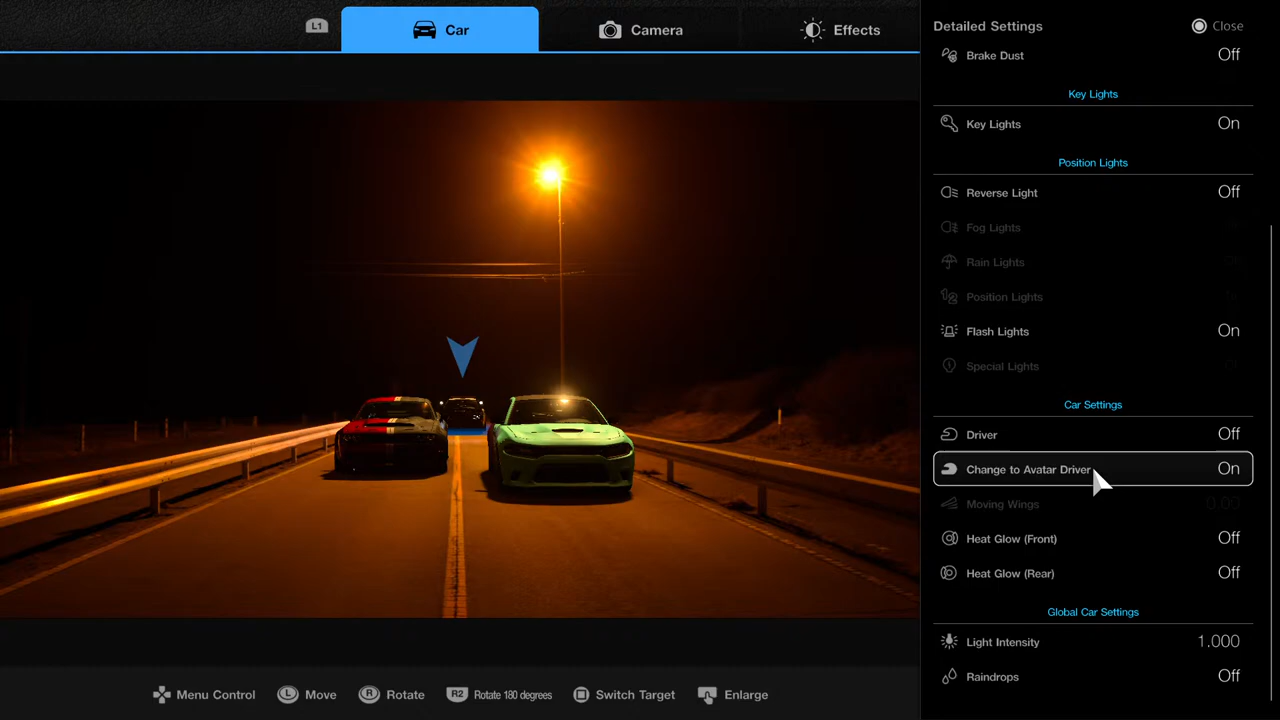 L1
Car
Camera
Effects
Detailed Settings
Close
Brake Dust Off
Key Lights
Key Lights On
Position Lights
Reverse Light Off
Fog Lights
Rain Lights
Position Lights
Flash Lights On
Special Lights
Car Settings
Driver Off
Change to Avatar Driver On
Moving Wings 0.00
Heat Glow (Front) Off
Heat Glow (Rear) Off
Global Car Settings
Light Intensity 1.000
Raindrops Off
Menu Control L Move R Rotate R2 Rotate 180 degrees Switch Target Enlarge